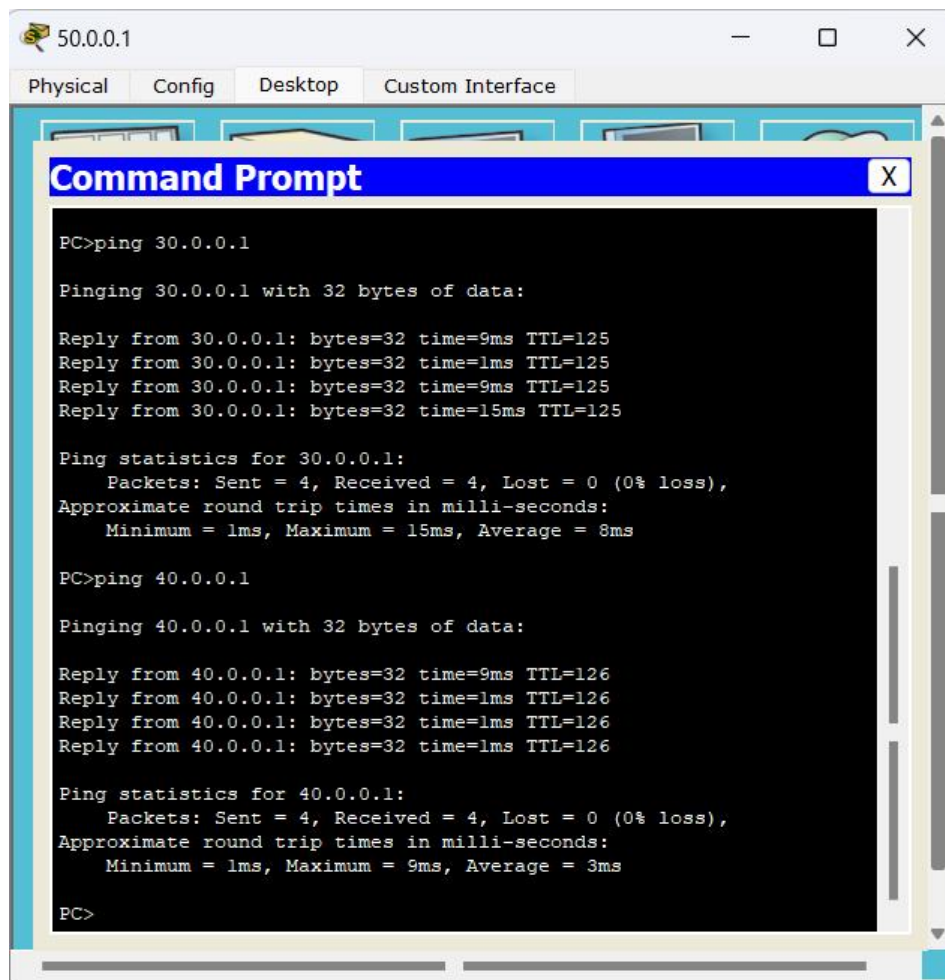 50.0.0.1
Physical Config Desktop Custom Interface
Command Prompt X
PC>ping 30.0.0.1
Pinging 30.0.0.1 with 32 bytes of data:
Reply from 30.0.0.1: bytes=32 time=9ms TTL=125
Reply from 30.0.0.1: bytes=32 time=1ms TTL=125
Reply from 30.0.0.1: bytes=32 time=9ms TTL=125
Reply from 30.0.0.1: bytes=32 time=15ms TTL=125
Ping statistics for 30.0.0.1:
Packets: Sent = 4, Received = 4, Lost = 0 (0% loss),
Approximate round trip times in milli-seconds:
Minimum = 1ms, Maximum = 15ms, Average = 8ms
PC>ping 40.0.0.1
Pinging 40.0.0.1 with 32 bytes of data:
Reply from 40.0.0.1: bytes=32 time=9ms TTL=126
Reply from 40.0.0.1: bytes=32 time=1ms TTL=126
Reply from 40.0.0.1: bytes=32 time=1ms TTL=126
Reply from 40.0.0.1: bytes=32 time=1ms TTL=126
Ping statistics for 40.0.0.1:
Packets: Sent = 4, Received = 4, Lost = 0 (0% loss),
Approximate round trip times in milli-seconds:
Minimum = 1ms, Maximum = 9ms, Average = 3ms
PC>